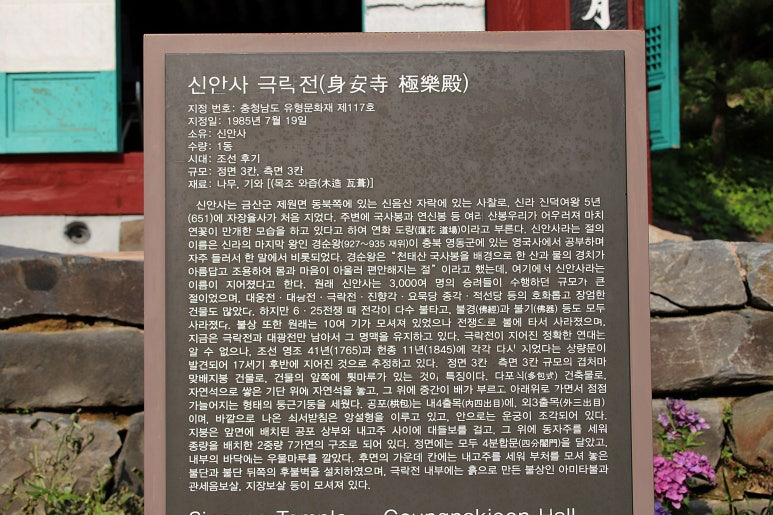 신안사 극락전(身安寺 極樂殿)
지정 번호: 충청남도 유형문화재 제117호
지정일: 1985년 7월 19일
소유: 신안사
수량: 1동
시대: 조선 후기
규모: 정면 3칸, 측면 3칸
재료: 나무, 기와 [(목조 와즙(木造 瓦葺)]
신안사는 금산군 제원면 동북쪽에 있는 신음산 자락에 있는 사찰로, 신라 진덕여왕 5년
(651)에 자장율사가 처음 지었다. 주변에 국사봉과 연신봉 등 여러 산봉우리가 어우러져 마치
연꽃이 만개한 모습을 하고 있다고 하여 연화 도량(蓮花 道場)이라고 부른다. 신안사라는 절의
이름은 신라의 마지막 왕인 경순왕(927~935 재위)이 충북 영동군에 있는 영국사에서 공부하며
자주 들러서 한 말에서 비롯되었다. 경순왕은 “천태산 국사봉을 배경으로 한 산과 물의 경치가
아름답고 조용하여 몸과 마음이 아울러 편안해지는 절” 이라고 했는데, 여기에서 신안사라는
이름이 지어졌다고 한다. 원래 신안사는 3,000여 명의 승려들이 수행하던 규모가 큰
절이었으며, 대웅전·대광전·극락전·진향각·요묵당 종각·적선당 등의 호화롭고 장엄한
건물도 많았다. 하지만 6·25전쟁 때 전각이 다수 불타고, 불경(佛經)과 불기(佛器) 등도 모두
사라졌다. 불상 또한 원래는 10여 기가 모셔져 있었으나 전쟁으로 불에 타서 사라졌으며,
지금은 극락전과 대광전만 남아서 그 명맥을 유지하고 있다. 극락전이 지어진 정확한 연대는
알 수 없으나, 조선 영조 41년(1765)과 헌종 11년(1845)에 각각 다시 지었다는 상량문이
발견되어 17세기 후반에 지어진 것으로 추정하고 있다. 정면 3칸 측면 3칸 규모의 겹처마
맞배지붕 건물로, 건물의 앞쪽에 툇마루가 있는 것이 특징이다. 다포식(多包式) 건축물로,
자연석으로 쌓은 기단 위에 자연석을 놓고, 그 위에 중간이 배가 부르고 아래위로 가면서 점점
가늘어지는 형태의 둥근기둥을 세웠다. 공포(栱包)는 내4출목(內四出目)에, 외3출목(外三出目)
이며, 바깥으로 나온 쇠서받침은 앙설형을 이루고 있고, 안으로는 운궁이 조각되어 있다.
지붕은 앞면에 배치된 공포 상부와 내고주 사이에 대들보를 걸고, 그 위에 동자주를 세워
종량을 배치한 2중량 7가연의 구조로 되어 있다. 정면에는 모두 4분합문(四分閤門)을 달았고,
내부의 바닥에는 우물마루를 깔았다. 후면의 가운데 칸에는 내고주를 세워 부처를 모셔 놓은
불단과 불단 뒤쪽의 후불벽을 설치하였으며, 극락전 내부에는 흙으로 만든 불상인 아미타불과
관세음보살, 지장보살 등이 모셔져 있다.